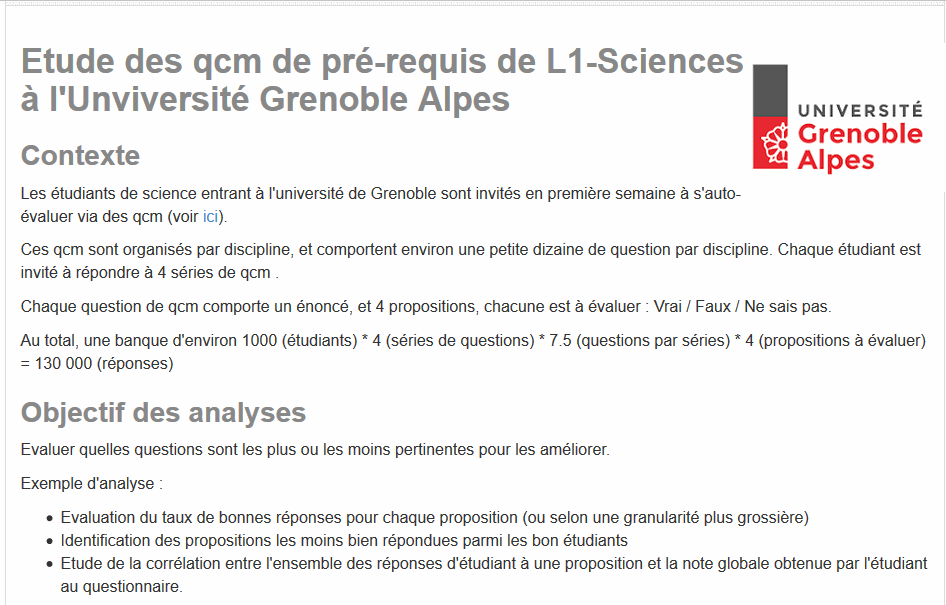 Etude des qcm de pré-requis de L1-Sciences
à l'Unviversité Grenoble Alpes
UNIVERSITÉ
Grenoble
Alpes
Contexte
Les étudiants de science entrant à l'université de Grenoble sont invités en première semaine à s'auto-
évaluer via des qcm (voir ici).
Ces qcm sont organisés par discipline, et comportent environ une petite dizaine de question par discipline. Chaque étudiant est
invité à répondre à 4 séries de qcm .
Chaque question de qcm comporte un énoncé, et 4 propositions, chacune est à évaluer : Vrai / Faux / Ne sais pas.
Au total, une banque d'environ 1000 (étudiants) * 4 (séries de questions) * 7.5 (questions par séries) * 4 (propositions à évaluer)
= 130 000 (réponses)
Objectif des analyses
Evaluer quelles questions sont les plus ou les moins pertinentes pour les améliorer.
Exemple d'analyse :
• Evaluation du taux de bonnes réponses pour chaque proposition (ou selon une granularité plus grossière)
• Identification des propositions les moins bien répondues parmi les bon étudiants
• Etude de la corrélation entre l'ensemble des réponses d'étudiant à une proposition et la note globale obtenue par l'étudiant
au questionnaire.